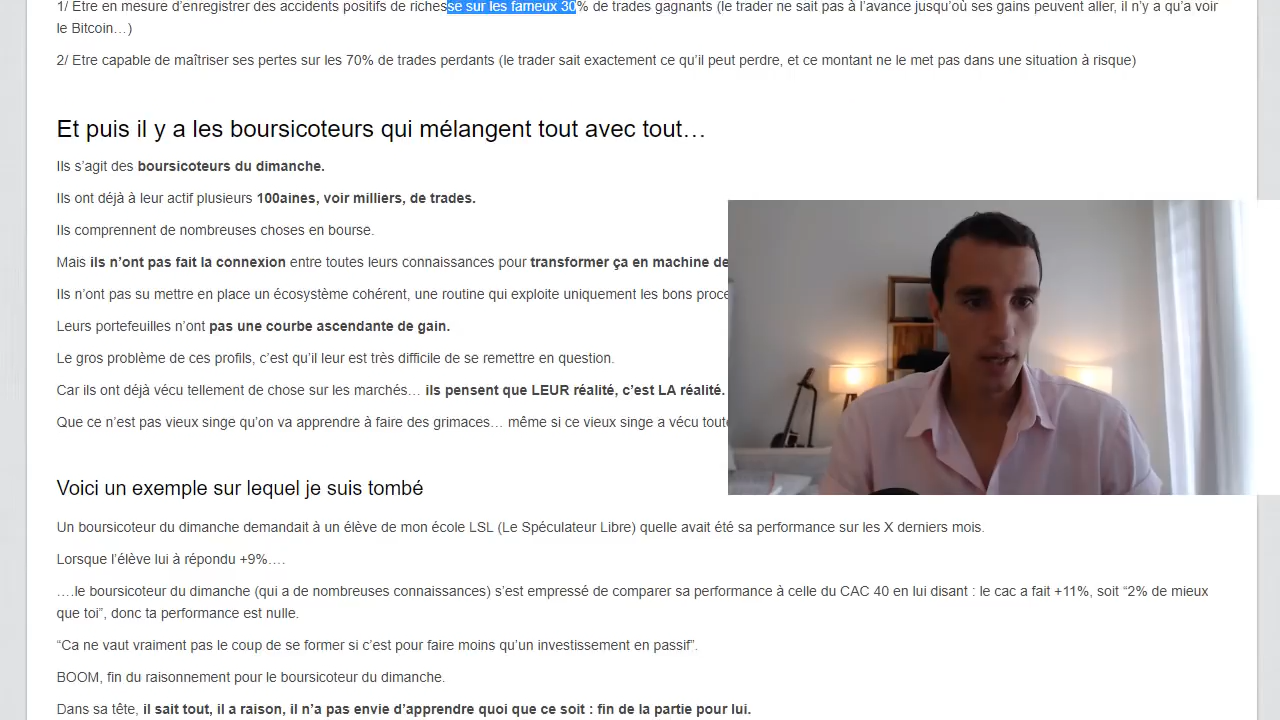 1/ Etre en mesure d’enregistrer des accidents positifs de richesse sur les fameux 30% de trades gagnants (le trader ne sait pas à l’avance jusqu’où ses gains peuvent aller, il n’y a qu’a voir
le Bitcoin…)
2/ Etre capable de maîtriser ses pertes sur les 70% de trades perdants (le trader sait exactement ce qu’il peut perdre, et ce montant ne le met pas dans une situation à risque)
Et puis il y a les boursicoteurs qui mélangent tout avec tout…
Ils s’agit des boursicoteurs du dimanche.
Ils ont déjà à leur actif plusieurs 100aines, voir milliers, de trades.
Ils comprennent de nombreuses choses en bourse.
Mais ils n’ont pas fait la connexion entre toutes leurs connaissances pour transformer ça en machine de
Ils n’ont pas su mettre en place un écosystème cohérent, une routine qui exploite uniquement les bons
Leurs portefeuilles n’ont pas une courbe ascendante de gain.
Le gros problème de ces profils, c’est qu’il leur est très difficile de se remettre en question.
Car ils ont déjà vécu tellement de chose sur les marchés… ils pensent que LEUR réalité, c’est LA réalité.
Que ce n’est pas vieux singe qu’on va apprendre à faire des grimaces… même si ce vieux singe a vécu
Voici un exemple sur lequel je suis tombé
Un boursicoteur du dimanche demandait à un élève de mon école LSL (Le Spéculateur Libre) quelle avait été sa performance sur les X derniers mois.
Lorsque l’élève lui à répondu +9%….
….le boursicoteur du dimanche (qui a de nombreuses connaissances) s’est empressé de comparer sa performance à celle du CAC 40 en lui disant : le cac a fait +11%, soit “2% de mieux
que toi”, donc ta performance est nulle.
“Ca ne vaut vraiment pas le coup de se former si c’est pour faire moins qu’un investissement en passif”.
BOOM, fin du raisonnement pour le boursicoteur du dimanche.
Dans sa tête, il sait tout, il a raison, il n’a pas envie d’apprendre quoi que ce soit : fin de la partie pour lui.